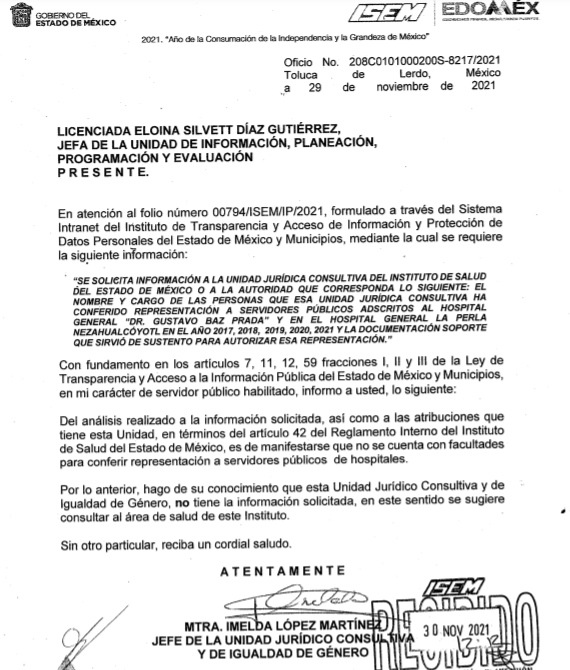 GOBIERNO DEL
ESTADO DE MÉXICO
ISEM
EDOMÉX
2021. "Año de la Consumación de la Independencia y la Grandeza de México"
Oficio No. 208C0101000200S-8217/2021
Toluca de Lerdo, México
a 29 de noviembre de 2021
LICENCIADA ELOINA SILVETT DÍAZ GUTIÉRREZ,
JEFA DE LA UNIDAD DE INFORMACIÓN, PLANEACIÓN,
PROGRAMACIÓN Y EVALUACIÓN
P R E S E N T E.
En atención al folio número 00794/ISEM/IP/2021, formulado a través del Sistema
Intranet del Instituto de Transparencia y Acceso de Información y Protección de
Datos Personales del Estado de México y Municipios, mediante la cual se requiere
la siguiente información:
"SE SOLICITA INFORMACIÓN A LA UNIDAD JURÍDICA CONSULTIVA DEL INSTITUTO DE SALUD
DEL ESTADO DE MÉXICO O A LA AUTORIDAD QUE CORRESPONDA LO SIGUIENTE: EL
NOMBRE Y CARGO DE LAS PERSONAS QUE ESA UNIDAD JURÍDICA CONSULTIVA HA
CONFERIDO REPRESENTACIÓN A SERVIDORES PÚBLICOS ADSCRITOS AL HOSPITAL
GENERAL "DR. GUSTAVO BAZ PRADA" Y EN EL HOSPITAL GENERAL LA PERLA
NEZAHUALCÓYOTL EN EL AÑO 2017, 2018, 2019, 2020, 2021 Y LA DOCUMENTACIÓN SOPORTE
QUE SIRVIÓ DE SUSTENTO PARA AUTORIZAR ESA REPRESENTACIÓN."
Con fundamento en los artículos 7, 11, 12, 59 fracciones I, II y III de la Ley de
Transparencia y Acceso a la Información Pública del Estado de México y Municipios,
en mi carácter de servidor público habilitado, informo a usted, lo siguiente:
Del análisis realizado a la información solicitada, así como a las atribuciones que
tiene esta Unidad, en términos del artículo 42 del Reglamento Interno del Instituto
de Salud del Estado de México, es de manifestarse que no se cuenta con facultades
para conferir representación a servidores públicos de hospitales.
Por lo anterior, hago de su conocimiento que esta Unidad Jurídico Consultiva y de
Igualdad de Género, no tiene la información solicitada, en este sentido se sugiere
consultar al área de salud de este Instituto.
Sin otro particular, reciba un cordial saludo.
A T E N T A M E N T E
ISEM
RECIBIDO
30 NOV 2021
MTRA. IMELDA LÓPEZ MARTÍNEZ
JEFE DE LA UNIDAD JURÍDICO CONSULTIVA
Y DE IGUALDAD DE GÉNERO